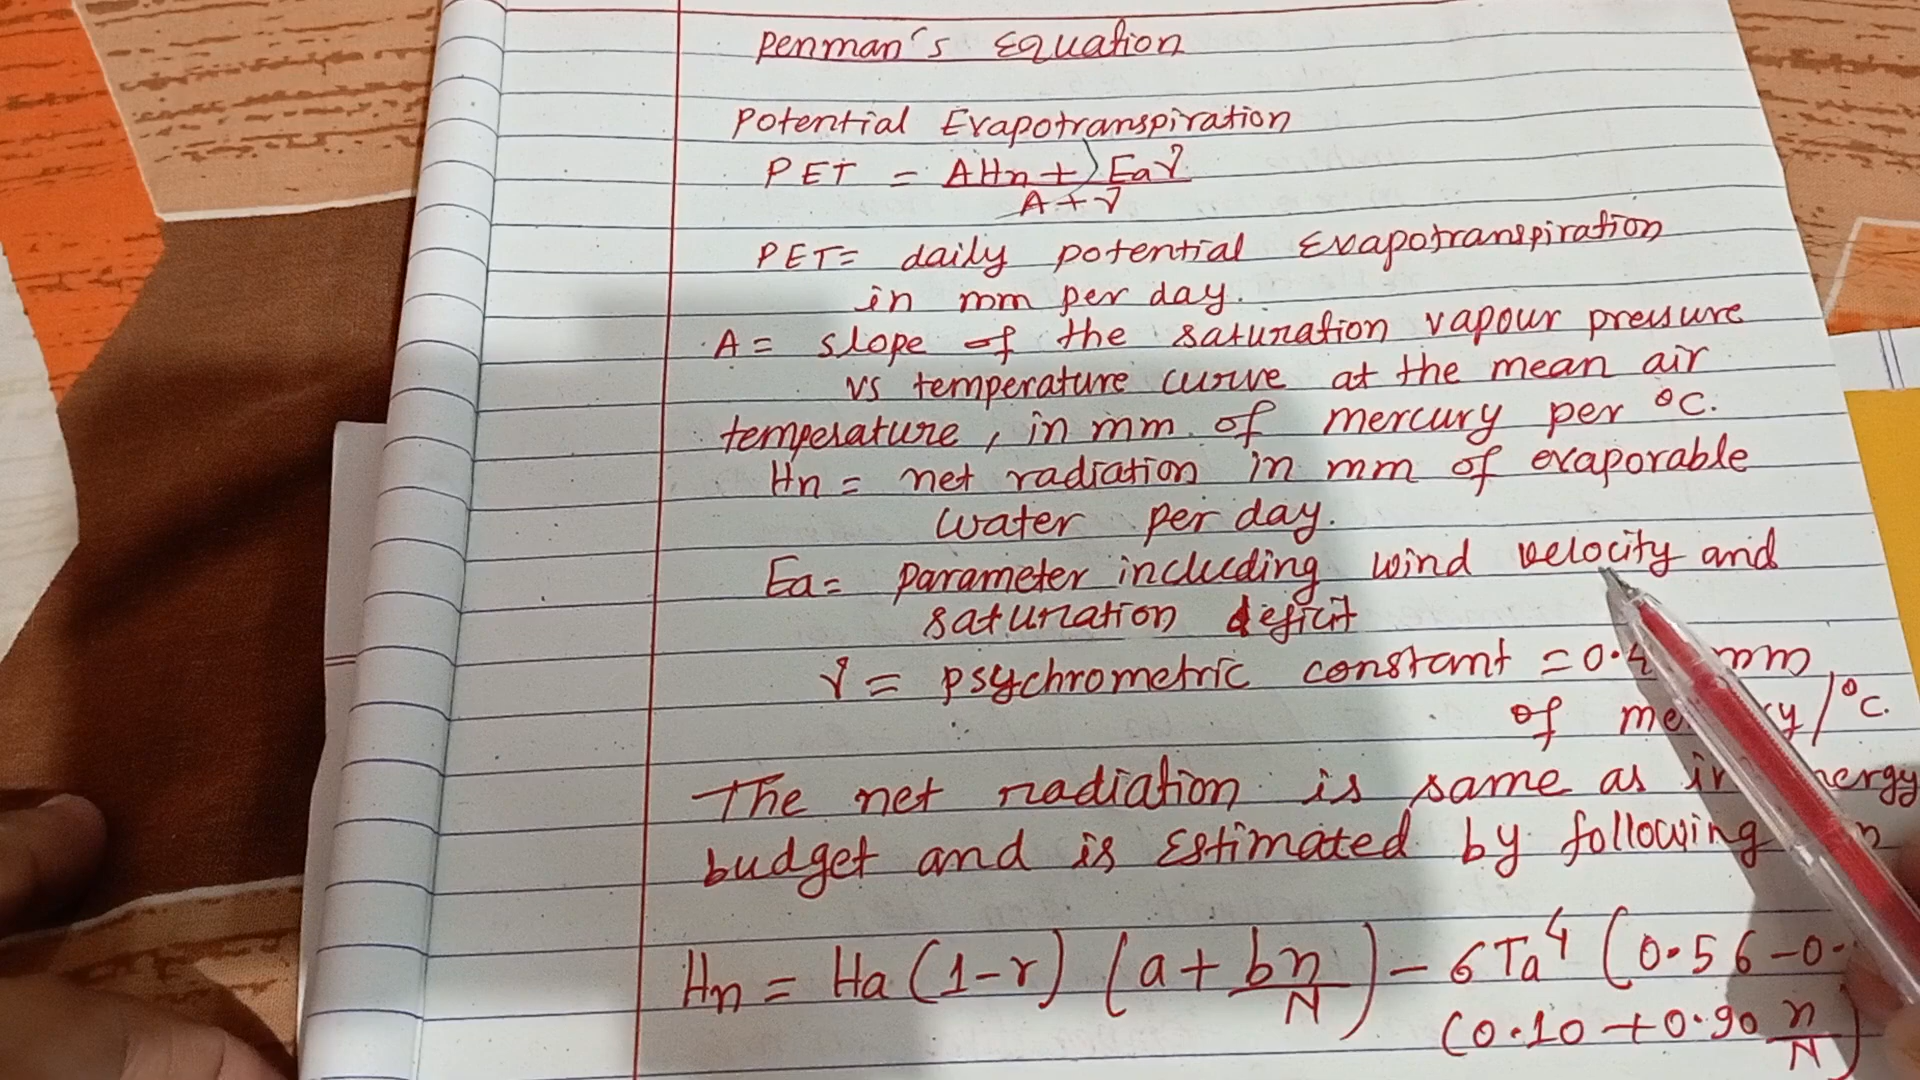 Penman's Equation
Potential Evapotranspiration
PET = AHn + Eaγ
A + γ
PET = daily potential Evapotranspiration
in mm per day.
A = slope of the saturation vapour pressure
vs temperature curve at the mean air
temperature, in mm of mercury per °C.
Hn = net radiation in mm of evaporable
water per day.
Ea = parameter including wind velocity and
saturation deficit
γ = psychrometric constant = mm
of /°C.
The net radiation is same as
budget and is Estimated by following
Hn = Ha (1-r) (a + bn/N) - 6Ta⁴ (0.56 - 0.
(0.10 + 0.90 n/N)